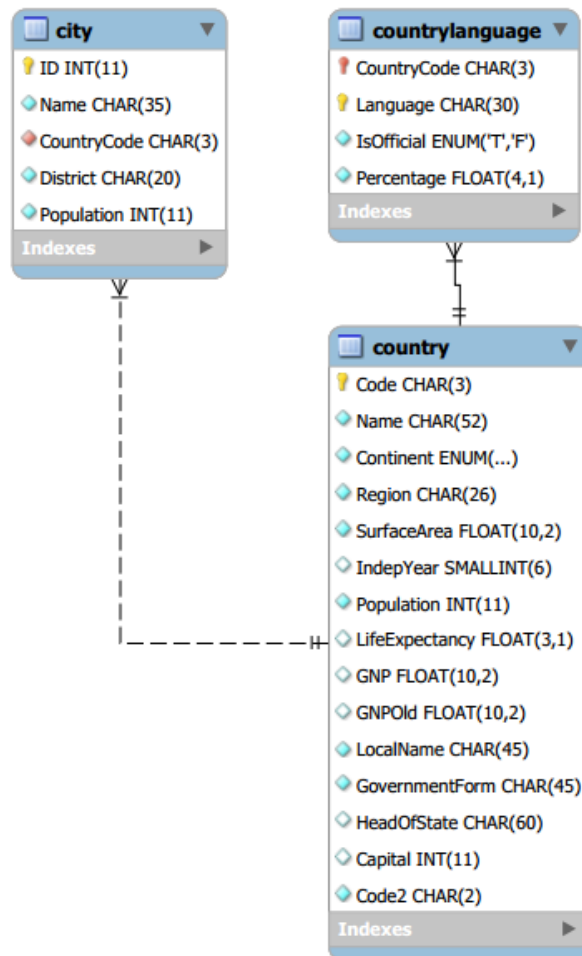 city
ID INT(11)
Name CHAR(35)
CountryCode CHAR(3)
District CHAR(20)
Population INT(11)
Indexes
countrylanguage
CountryCode CHAR(3)
Language CHAR(30)
IsOfficial ENUM('T','F')
Percentage FLOAT(4,1)
Indexes
country
Code CHAR(3)
Name CHAR(52)
Continent ENUM(...)
Region CHAR(26)
SurfaceArea FLOAT(10,2)
IndepYear SMALLINT(6)
Population INT(11)
LifeExpectancy FLOAT(3,1)
GNP FLOAT(10,2)
GNPOld FLOAT(10,2)
LocalName CHAR(45)
GovernmentForm CHAR(45)
HeadOfState CHAR(60)
Capital INT(11)
Code2 CHAR(2)
Indexes